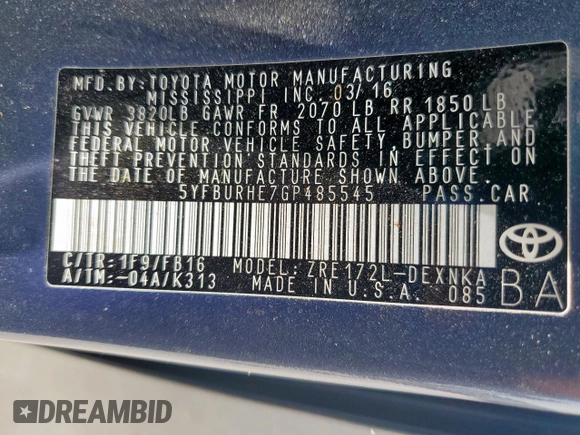 MFD.BY:TOYOTA MOTOR MANUFACTURING
MISSISSIPPI INC. 03/16
GVWR 3820LB GAWR FR 2070 LB RR 1850 LB
THIS VEHICLE CONFORMS TO ALL APPLICABLE
FEDERAL MOTOR VEHICLE SAFETY, BUMPER, AND
THEFT PREVENTION STANDARDS IN EFFECT ON
THE DATE OF MANUFACTURE SHOWN ABOVE.
5YFBURHE7GP485545 PASS.CAR
C/TR:1F9/FB16 MODEL:ZRE172L-DEXNKA
A/TM:-04A/K313 MADE IN U.S.A. 085 BA
DREAMBID